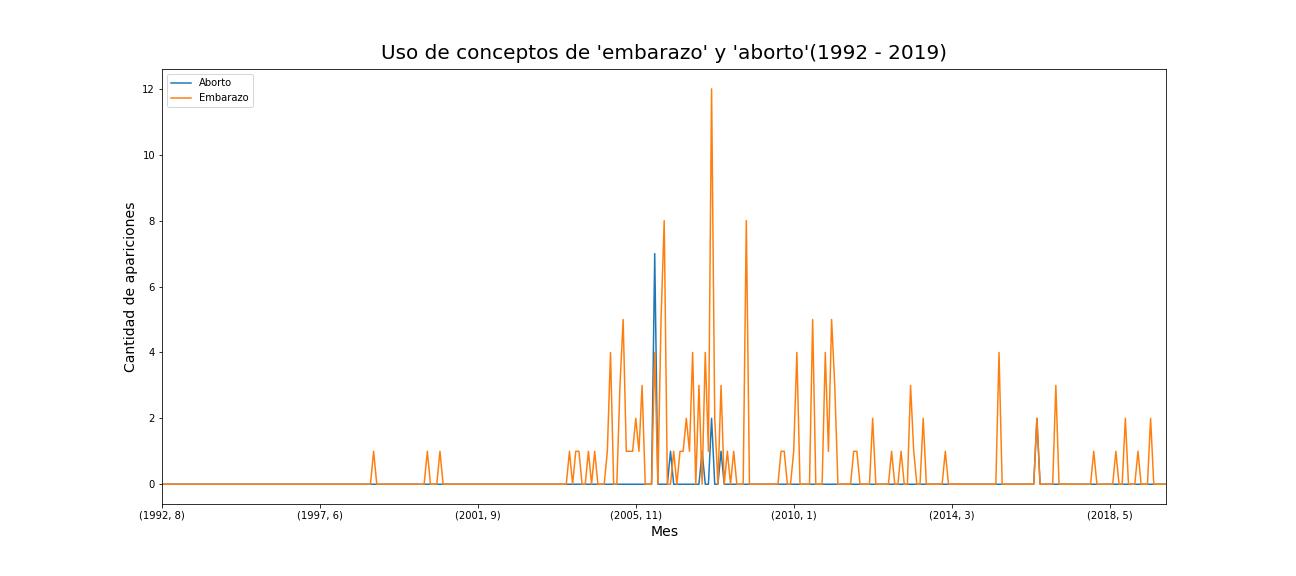 Uso de conceptos de 'embarazo' y 'aborto'(1992 - 2019)
Aborto
Embarazo
Cantidad de apariciones
12
10
8
6
4
2
0
(1992, 8)
(1997, 6)
(2001, 9)
(2005, 11)
(2010, 1)
(2014, 3)
(2018, 5)
Mes